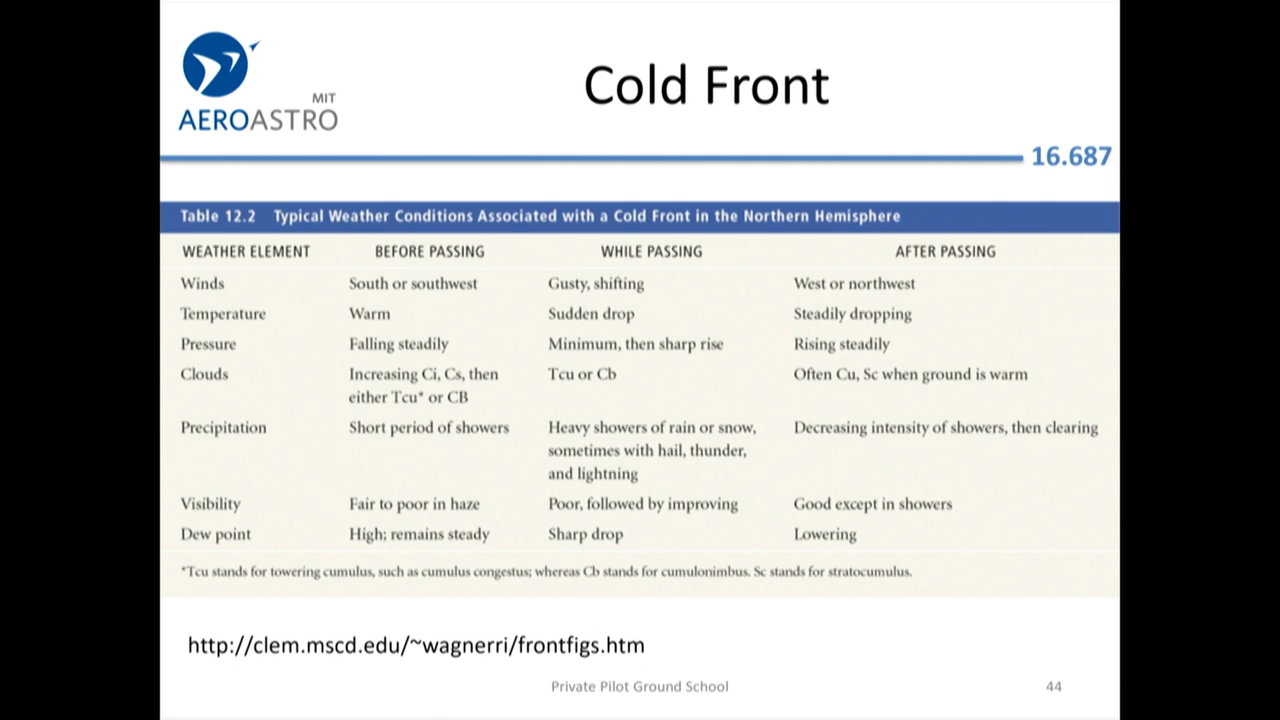 MIT
AEROASTRO
Cold Front
16.687
Table 12.2 Typical Weather Conditions Associated with a Cold Front in the Northern Hemisphere
WEATHER ELEMENT BEFORE PASSING WHILE PASSING AFTER PASSING
Winds South or southwest Gusty, shifting West or northwest
Temperature Warm Sudden drop Steadily dropping
Pressure Falling steadily Minimum, then sharp rise Rising steadily
Clouds Increasing Ci, Cs, then Tcu or Cb Often Cu, Sc when ground is warm
either Tcu* or CB
Precipitation Short period of showers Heavy showers of rain or snow, Decreasing intensity of showers, then clearing
sometimes with hail, thunder,
and lightning
Visibility Fair to poor in haze Poor, followed by improving Good except in showers
Dew point High; remains steady Sharp drop Lowering
*Tcu stands for towering cumulus, such as cumulus congestus; whereas Cb stands for cumulonimbus. Sc stands for stratocumulus.
http://clem.mscd.edu/~wagnerri/frontfigs.htm
Private Pilot Ground School 44